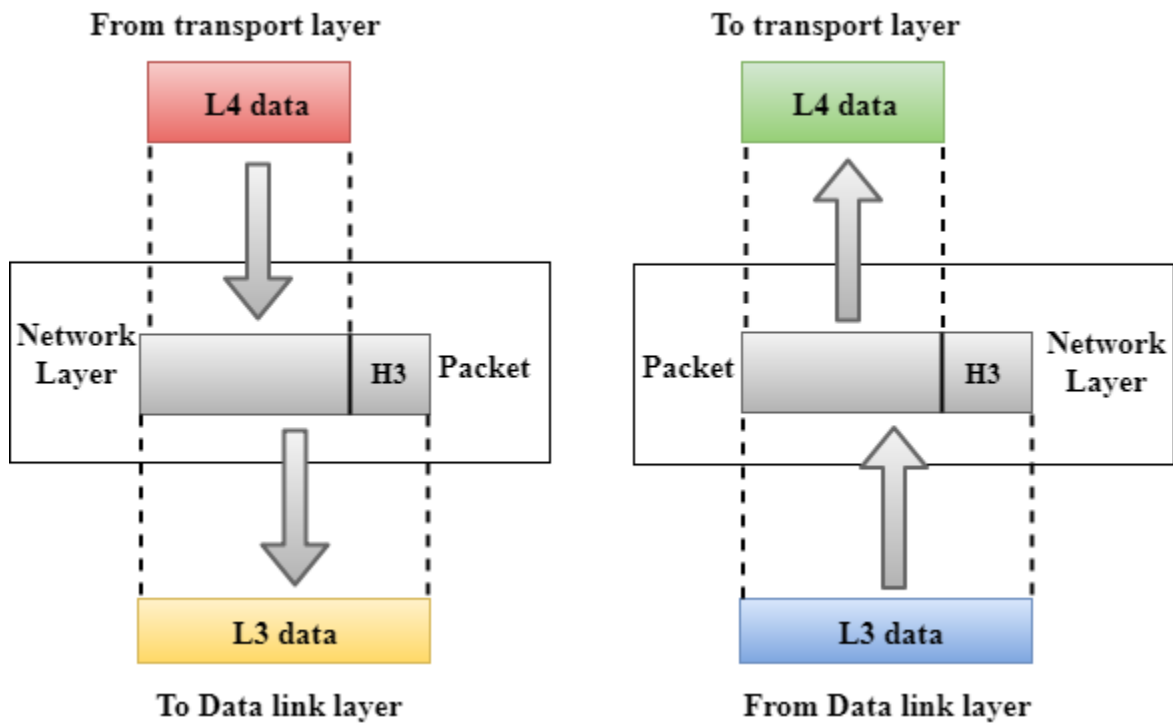 From transport layer
L4 data
Network
Layer
H3
Packet
L3 data
To Data link layer
To transport layer
L4 data
Packet
H3
Network
Layer
L3 data
From Data link layer